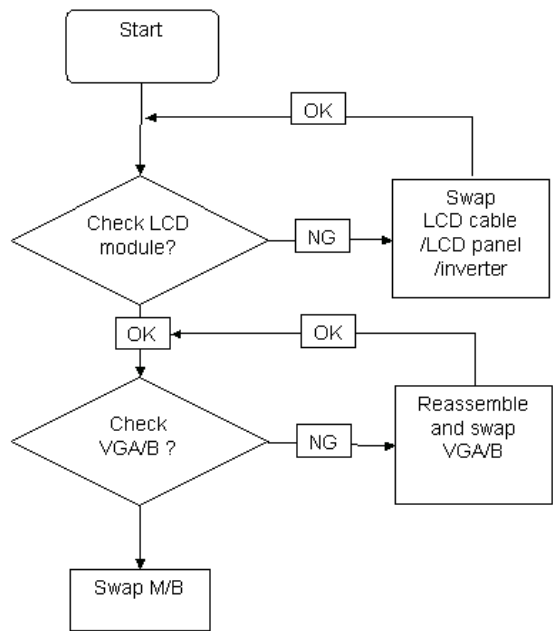 Start
OK
Check LCD
module?
NG
Swap
LCD cable
/LCD panel
/inverter
OK
OK
Check
VGA/B ?
NG
Reassemble
and swap
VGA/B
Swap M/B